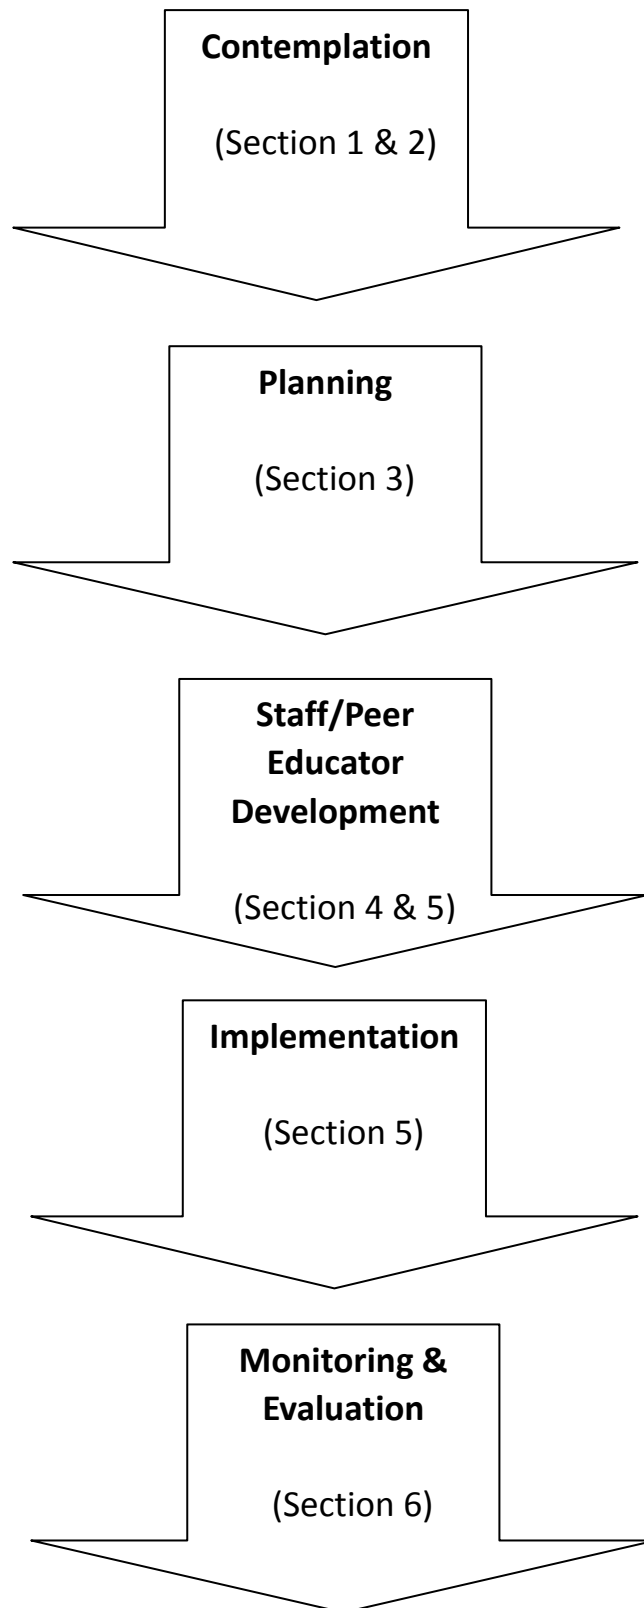 Contemplation
(Section 1 & 2)
Planning
(Section 3)
Staff/Peer
Educator
Development
(Section 4 & 5)
Implementation
(Section 5)
Monitoring &
Evaluation
(Section 6)